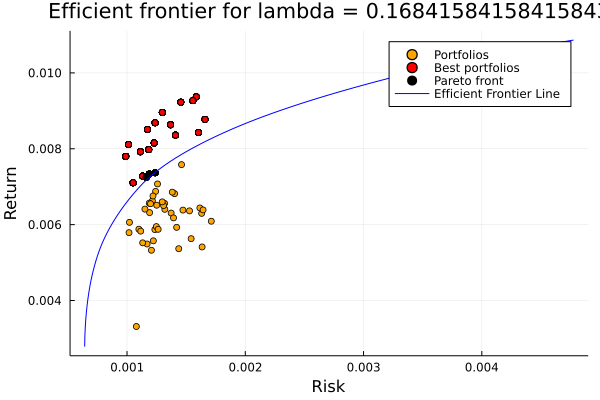 Efficient frontier for lambda = 0.1684158415841584
Portfolios
Best portfolios
Pareto front
Efficient Frontier Line
0.010
0.008
0.006
0.004
Return
0.001
0.002
0.003
0.004
Risk